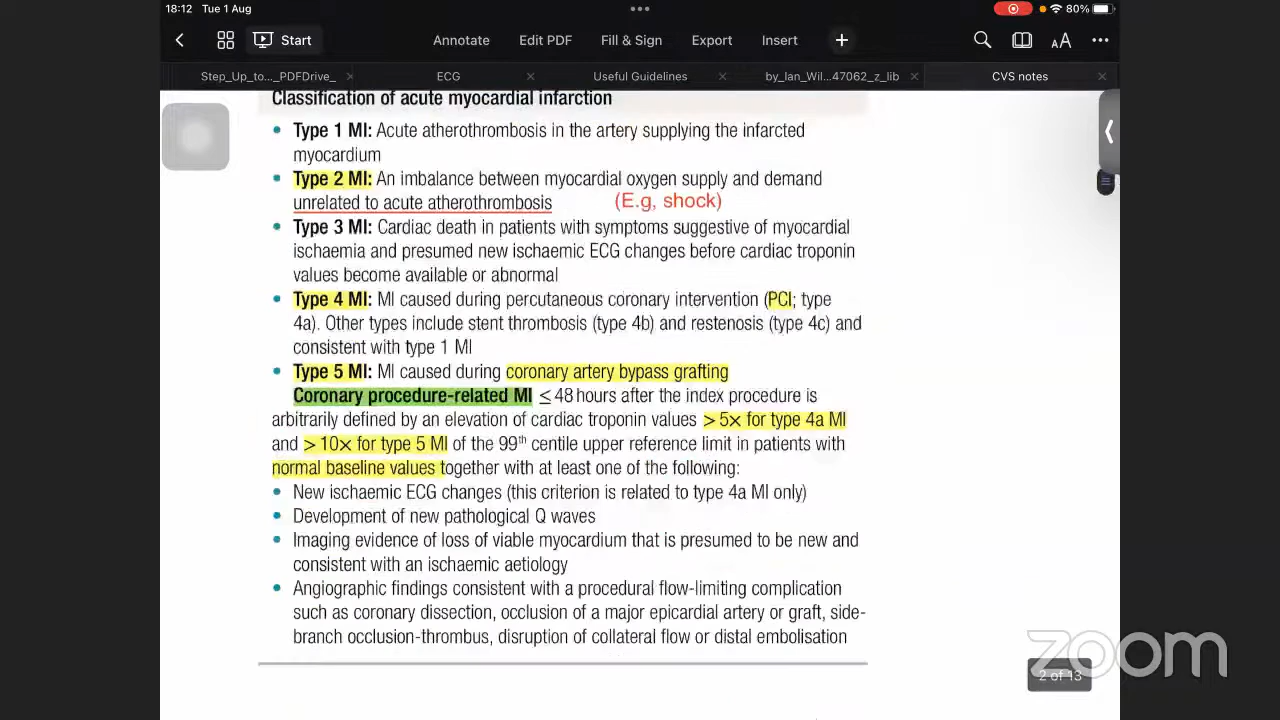 18:12 Tue 1 Aug
80%
Start
Annotate
Edit PDF
Fill & Sign
Export
Insert
AA
Step_Up_to..._PDFDrive_
ECG
Useful Guidelines
by_Ian_Wil...47062_z_lib
CVS notes
Classification of acute myocardial infarction
• Type 1 MI: Acute atherothrombosis in the artery supplying the infarcted
myocardium
• Type 2 MI: An imbalance between myocardial oxygen supply and demand
unrelated to acute atherothrombosis (E.g, shock)
• Type 3 MI: Cardiac death in patients with symptoms suggestive of myocardial
ischaemia and presumed new ischaemic ECG changes before cardiac troponin
values become available or abnormal
• Type 4 MI: MI caused during percutaneous coronary intervention (PCI; type
4a). Other types include stent thrombosis (type 4b) and restenosis (type 4c) and
consistent with type 1 MI
• Type 5 MI: MI caused during coronary artery bypass grafting
Coronary procedure-related MI ≤ 48 hours after the index procedure is
arbitrarily defined by an elevation of cardiac troponin values > 5x for type 4a MI
and > 10x for type 5 MI of the 99th centile upper reference limit in patients with
normal baseline values together with at least one of the following:
• New ischaemic ECG changes (this criterion is related to type 4a MI only)
• Development of new pathological Q waves
• Imaging evidence of loss of viable myocardium that is presumed to be new and
consistent with an ischaemic aetiology
• Angiographic findings consistent with a procedural flow-limiting complication
such as coronary dissection, occlusion of a major epicardial artery or graft, side-
branch occlusion-thrombus, disruption of collateral flow or distal embolisation
2 of 13
zoom